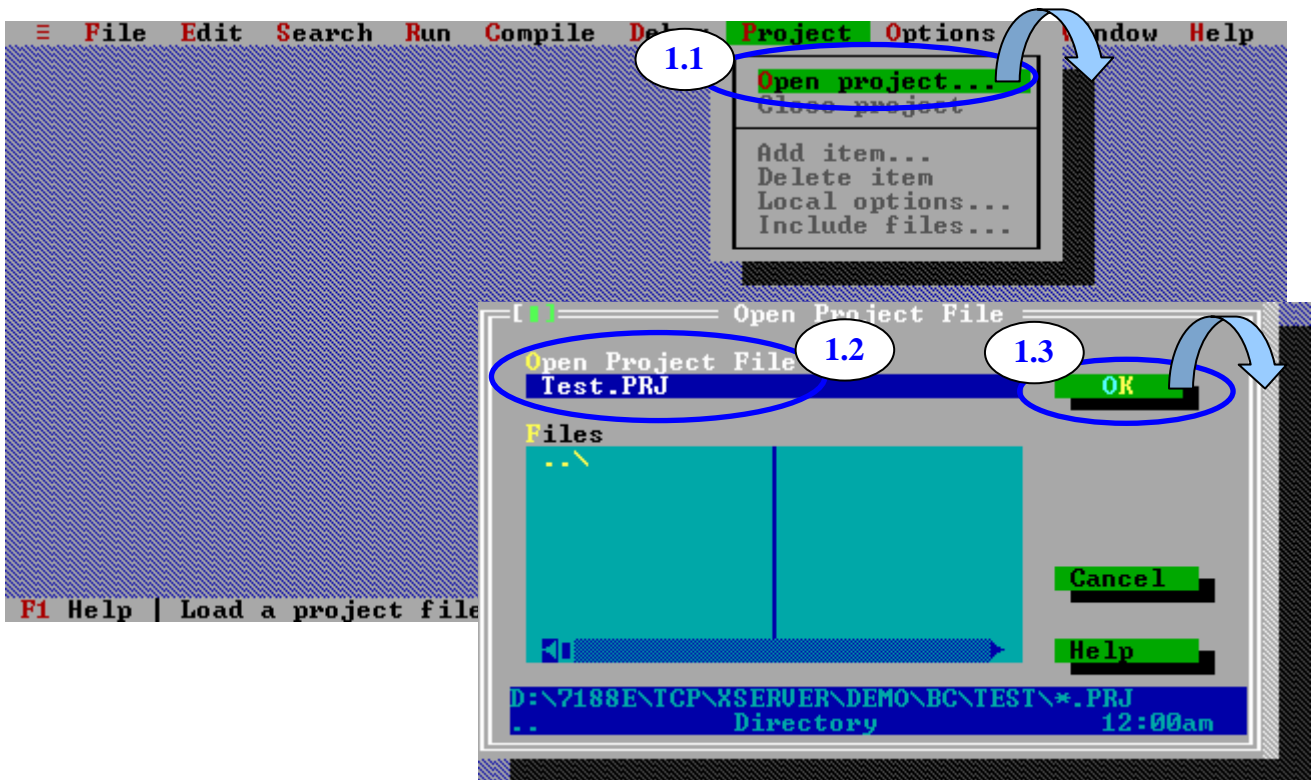 ≡ File Edit Search Run Compile De Project Options ndow Help
1.1
Open project...
Close project
Add item...
Delete item
Local options...
Include files...
[▮] Open Project File
1.2
1.3
Open Project File
Test.PRJ
OK
Files
..\
Cancel
F1 Help | Load a project file
Help
D:\7188E\TCP\XSERVER\DEMO\BC\TEST\*.PRJ
.. Directory 12:00am